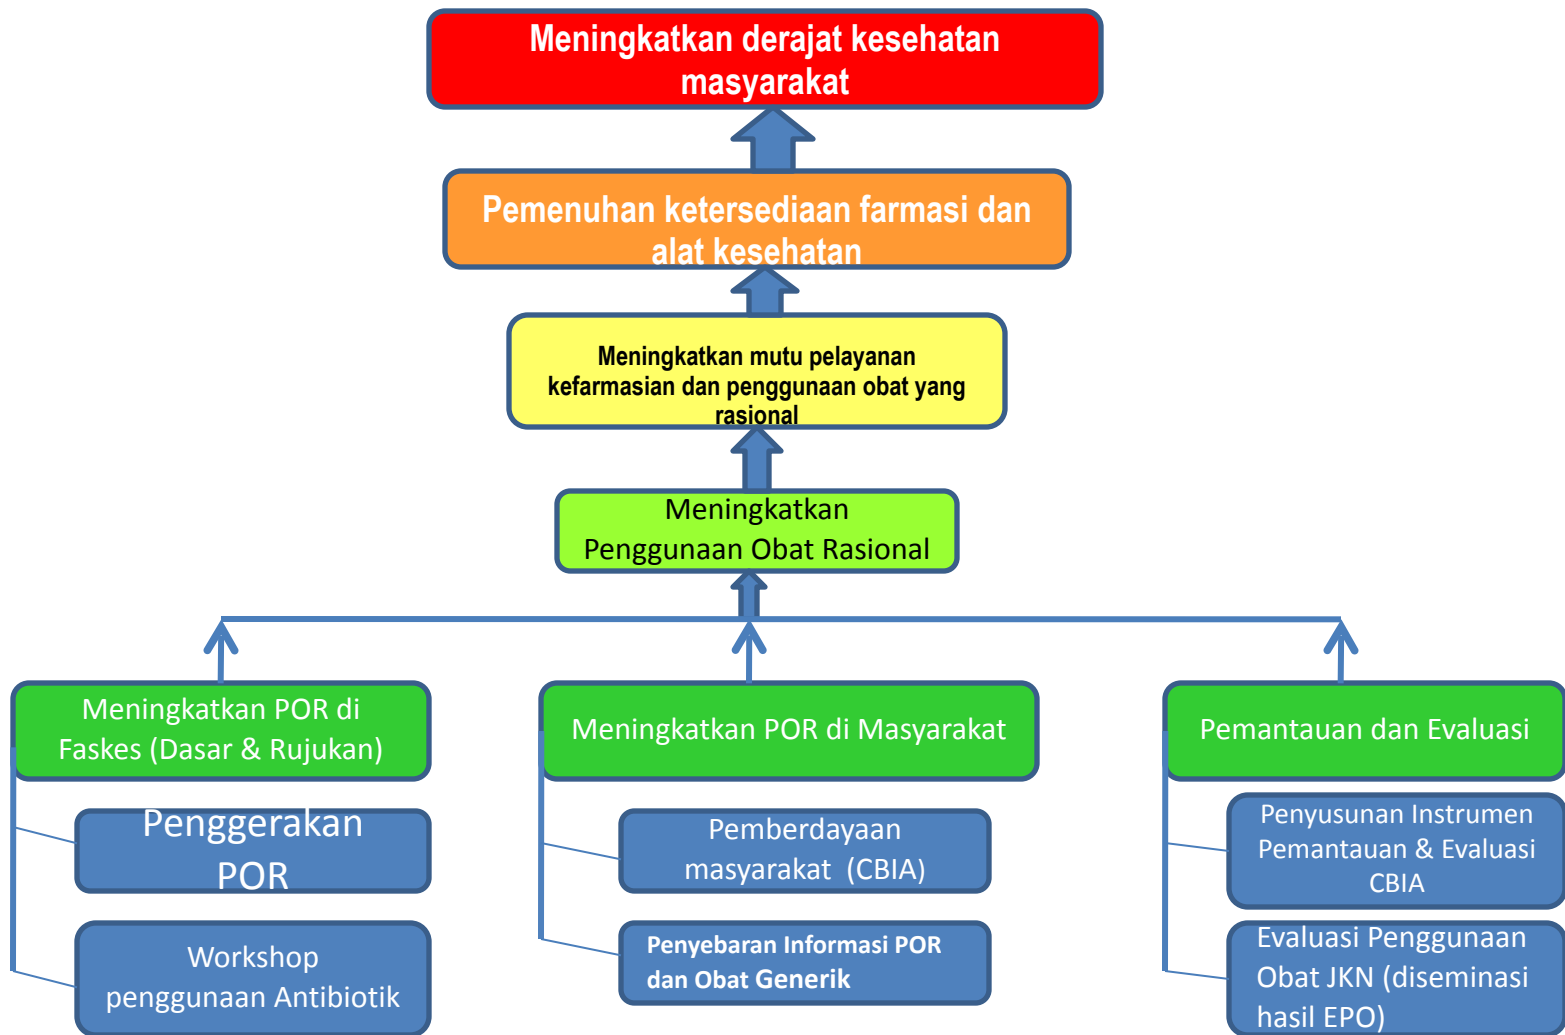 Meningkatkan derajat kesehatan
masyarakat
Pemenuhan ketersediaan farmasi dan
alat kesehatan
Meningkatkan mutu pelayanan
kefarmasian dan penggunaan obat yang
rasional
Meningkatkan
Penggunaan Obat Rasional
Meningkatkan POR di
Faskes (Dasar & Rujukan)
Penggerakan
POR
Workshop
penggunaan Antibiotik
Meningkatkan POR di Masyarakat
Pemberdayaan
masyarakat (CBIA)
Penyebaran Informasi POR
dan Obat Generik
Pemantauan dan Evaluasi
Penyusunan Instrumen
Pemantauan & Evaluasi
CBIA
Evaluasi Penggunaan
Obat JKN (diseminasi
hasil EPO)